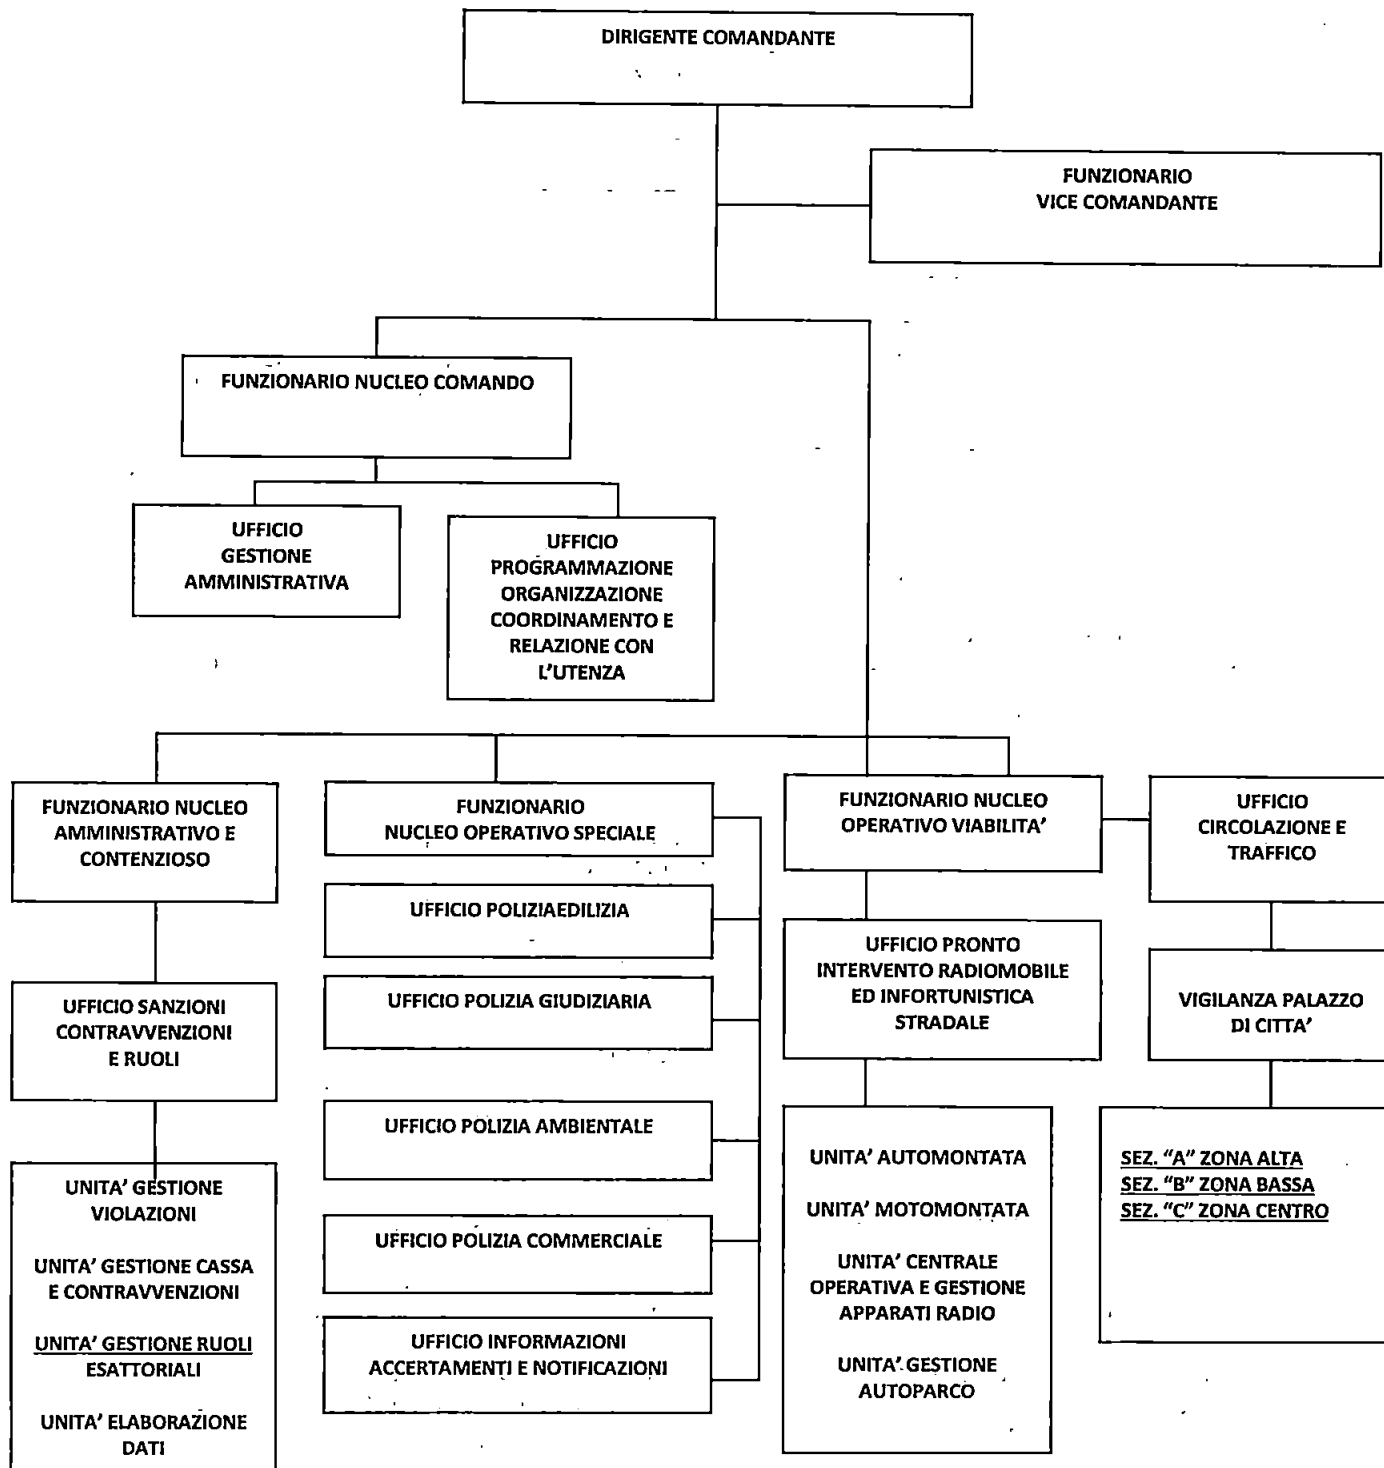 DIRIGENTE COMANDANTE
FUNZIONARIO
VICE COMANDANTE
FUNZIONARIO NUCLEO COMANDO
UFFICIO
GESTIONE
AMMINISTRATIVA
UFFICIO
PROGRAMMAZIONE
ORGANIZZAZIONE
COORDINAMENTO E
RELAZIONE CON
L'UTENZA
FUNZIONARIO NUCLEO
AMMINISTRATIVO E
CONTENZIOSO
UFFICIO SANZIONI
CONTRAVVENZIONI
E RUOLI
UNITA' GESTIONE
VIOLAZIONI
UNITA' GESTIONE CASSA
E CONTRAVVENZIONI
UNITA' GESTIONE RUOLI
ESATTORIALI
UNITA' ELABORAZIONE
DATI
FUNZIONARIO
NUCLEO OPERATIVO SPECIALE
UFFICIO POLIZIAEDILIZIA
UFFICIO POLIZIA GIUDIZIARIA
UFFICIO POLIZIA AMBIENTALE
UFFICIO POLIZIA COMMERCIALE
UFFICIO INFORMAZIONI
ACCERTAMENTI E NOTIFICAZIONI
FUNZIONARIO NUCLEO
OPERATIVO VIABILITA'
UFFICIO PRONTO
INTERVENTO RADIOMOBILE
ED INFORTUNISTICA
STRADALE
UNITA' AUTOMONTATA
UNITA' MOTOMONTATA
UNITA' CENTRALE
OPERATIVA E GESTIONE
APPARATI RADIO
UNITA' GESTIONE
AUTOPARCO
UFFICIO
CIRCOLAZIONE E
TRAFFICO
VIGILANZA PALAZZO
DI CITTA'
SEZ. "A" ZONA ALTA
SEZ. "B" ZONA BASSA
SEZ. "C" ZONA CENTRO